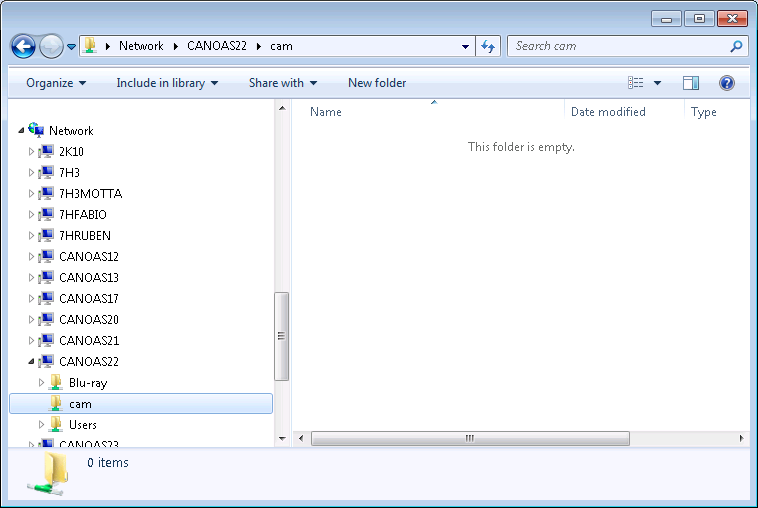 Network CANOAS22 cam
Search cam
Organize Include in library Share with New folder
Name Date modified Type
This folder is empty.
Network
2K10
7H3
7H3MOTTA
7HFABIO
7HRUBEN
CANOAS12
CANOAS13
CANOAS17
CANOAS20
CANOAS21
CANOAS22
Blu-ray
cam
Users
CANOAS23
0 items